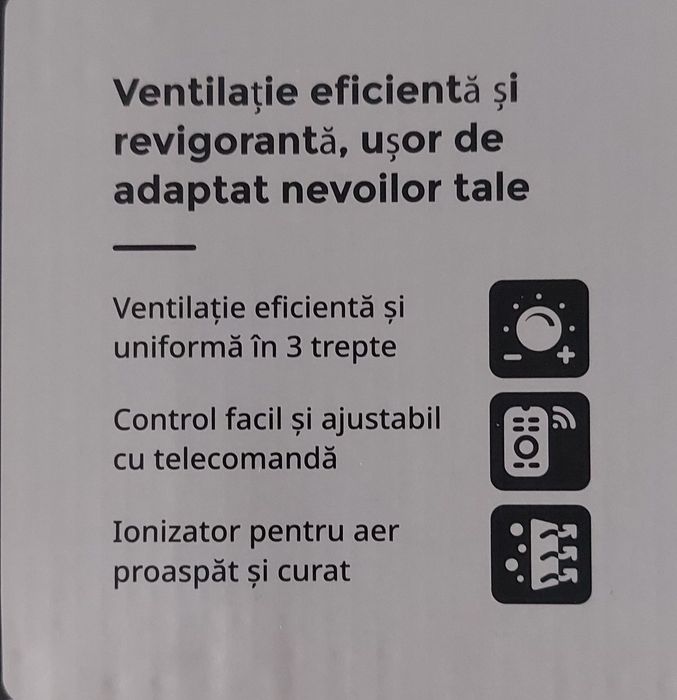 Ventilație eficientă și
revigorantă, ușor de
adaptat nevoilor tale
Ventilație eficientă și
uniformă în 3 trepte
Control facil și ajustabil
cu telecomandă
Ionizator pentru aer
proaspăt și curat